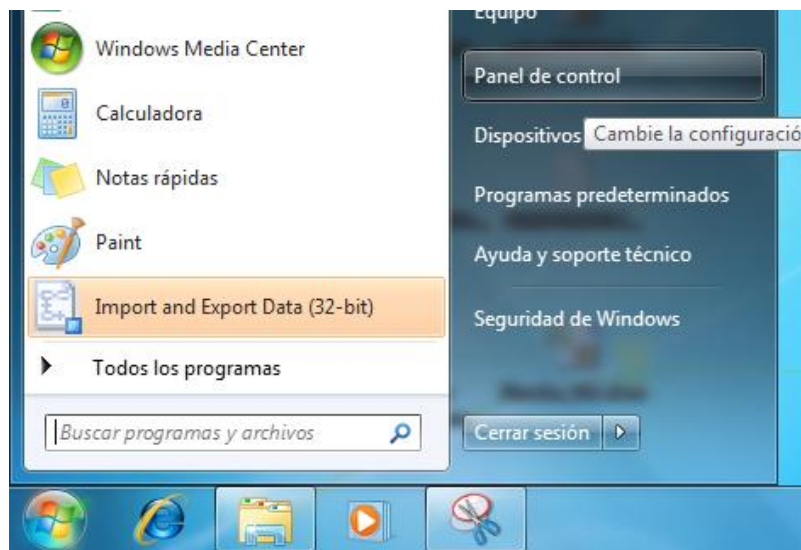 Windows Media Center
Calculadora
Notas rápidas
Paint
Import and Export Data (32-bit)
Todos los programas
Buscar programas y archivos
Equipo
Panel de control
Dispositivos
Cambie la configuració
Programas predeterminados
Ayuda y soporte técnico
Seguridad de Windows
Cerrar sesión